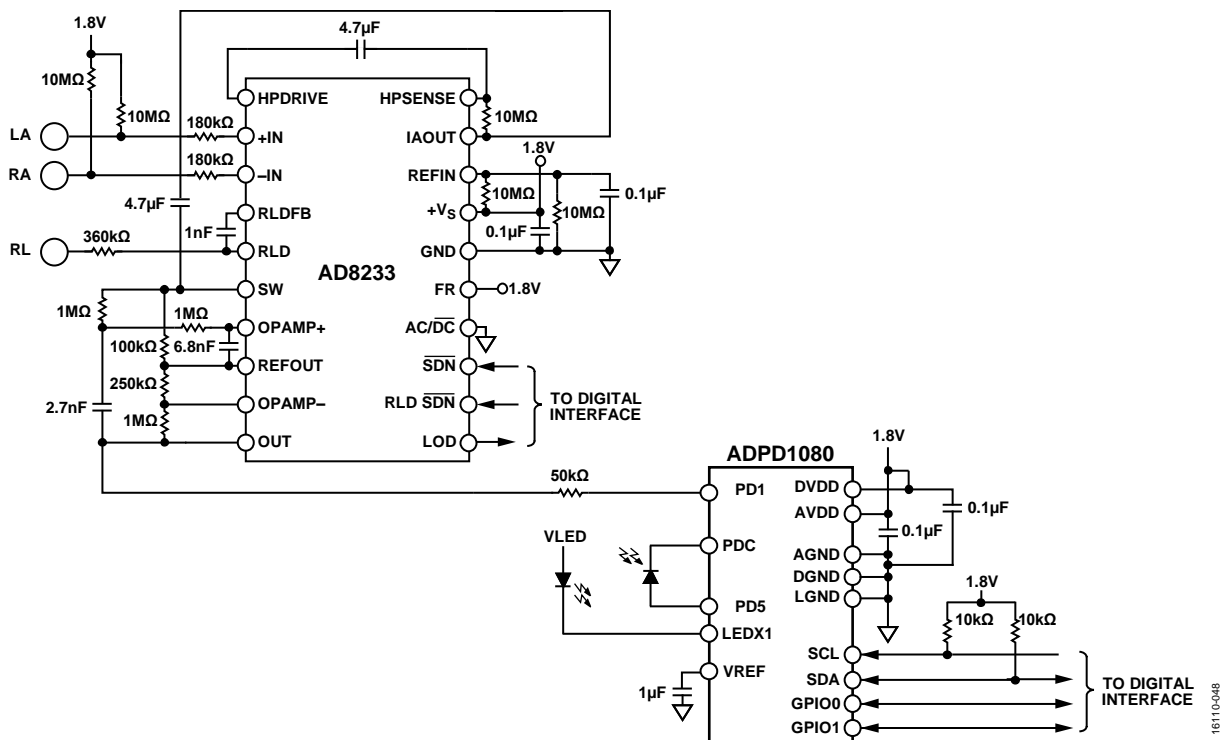 1.8V
4.7µF
10MΩ
10MΩ
HPDRIVE
HPSENSE
10MΩ
LA
180kΩ
+IN
IAOUT
1.8V
RA
180kΩ
–IN
REFIN
10MΩ
0.1µF
4.7µF
RLDFB
+VS
10MΩ
1nF
0.1µF
RL
360kΩ
RLD
GND
AD8233
SW
FR
1.8V
1MΩ
1MΩ
OPAMP+
AC/DC
100kΩ
6.8nF
REFOUT
SDN
250kΩ
TO DIGITAL
INTERFACE
2.7nF
OPAMP–
RLD SDN
1MΩ
OUT
LOD
1.8V
ADPD1080
50kΩ
PD1
DVDD
0.1µF
AVDD
0.1µF
VLED
PDC
AGND
DGND
1.8V
PD5
LGND
10kΩ
10kΩ
LEDX1
SCL
VREF
SDA
TO DIGITAL
INTERFACE
1µF
GPIO0
GPIO1
16110-048